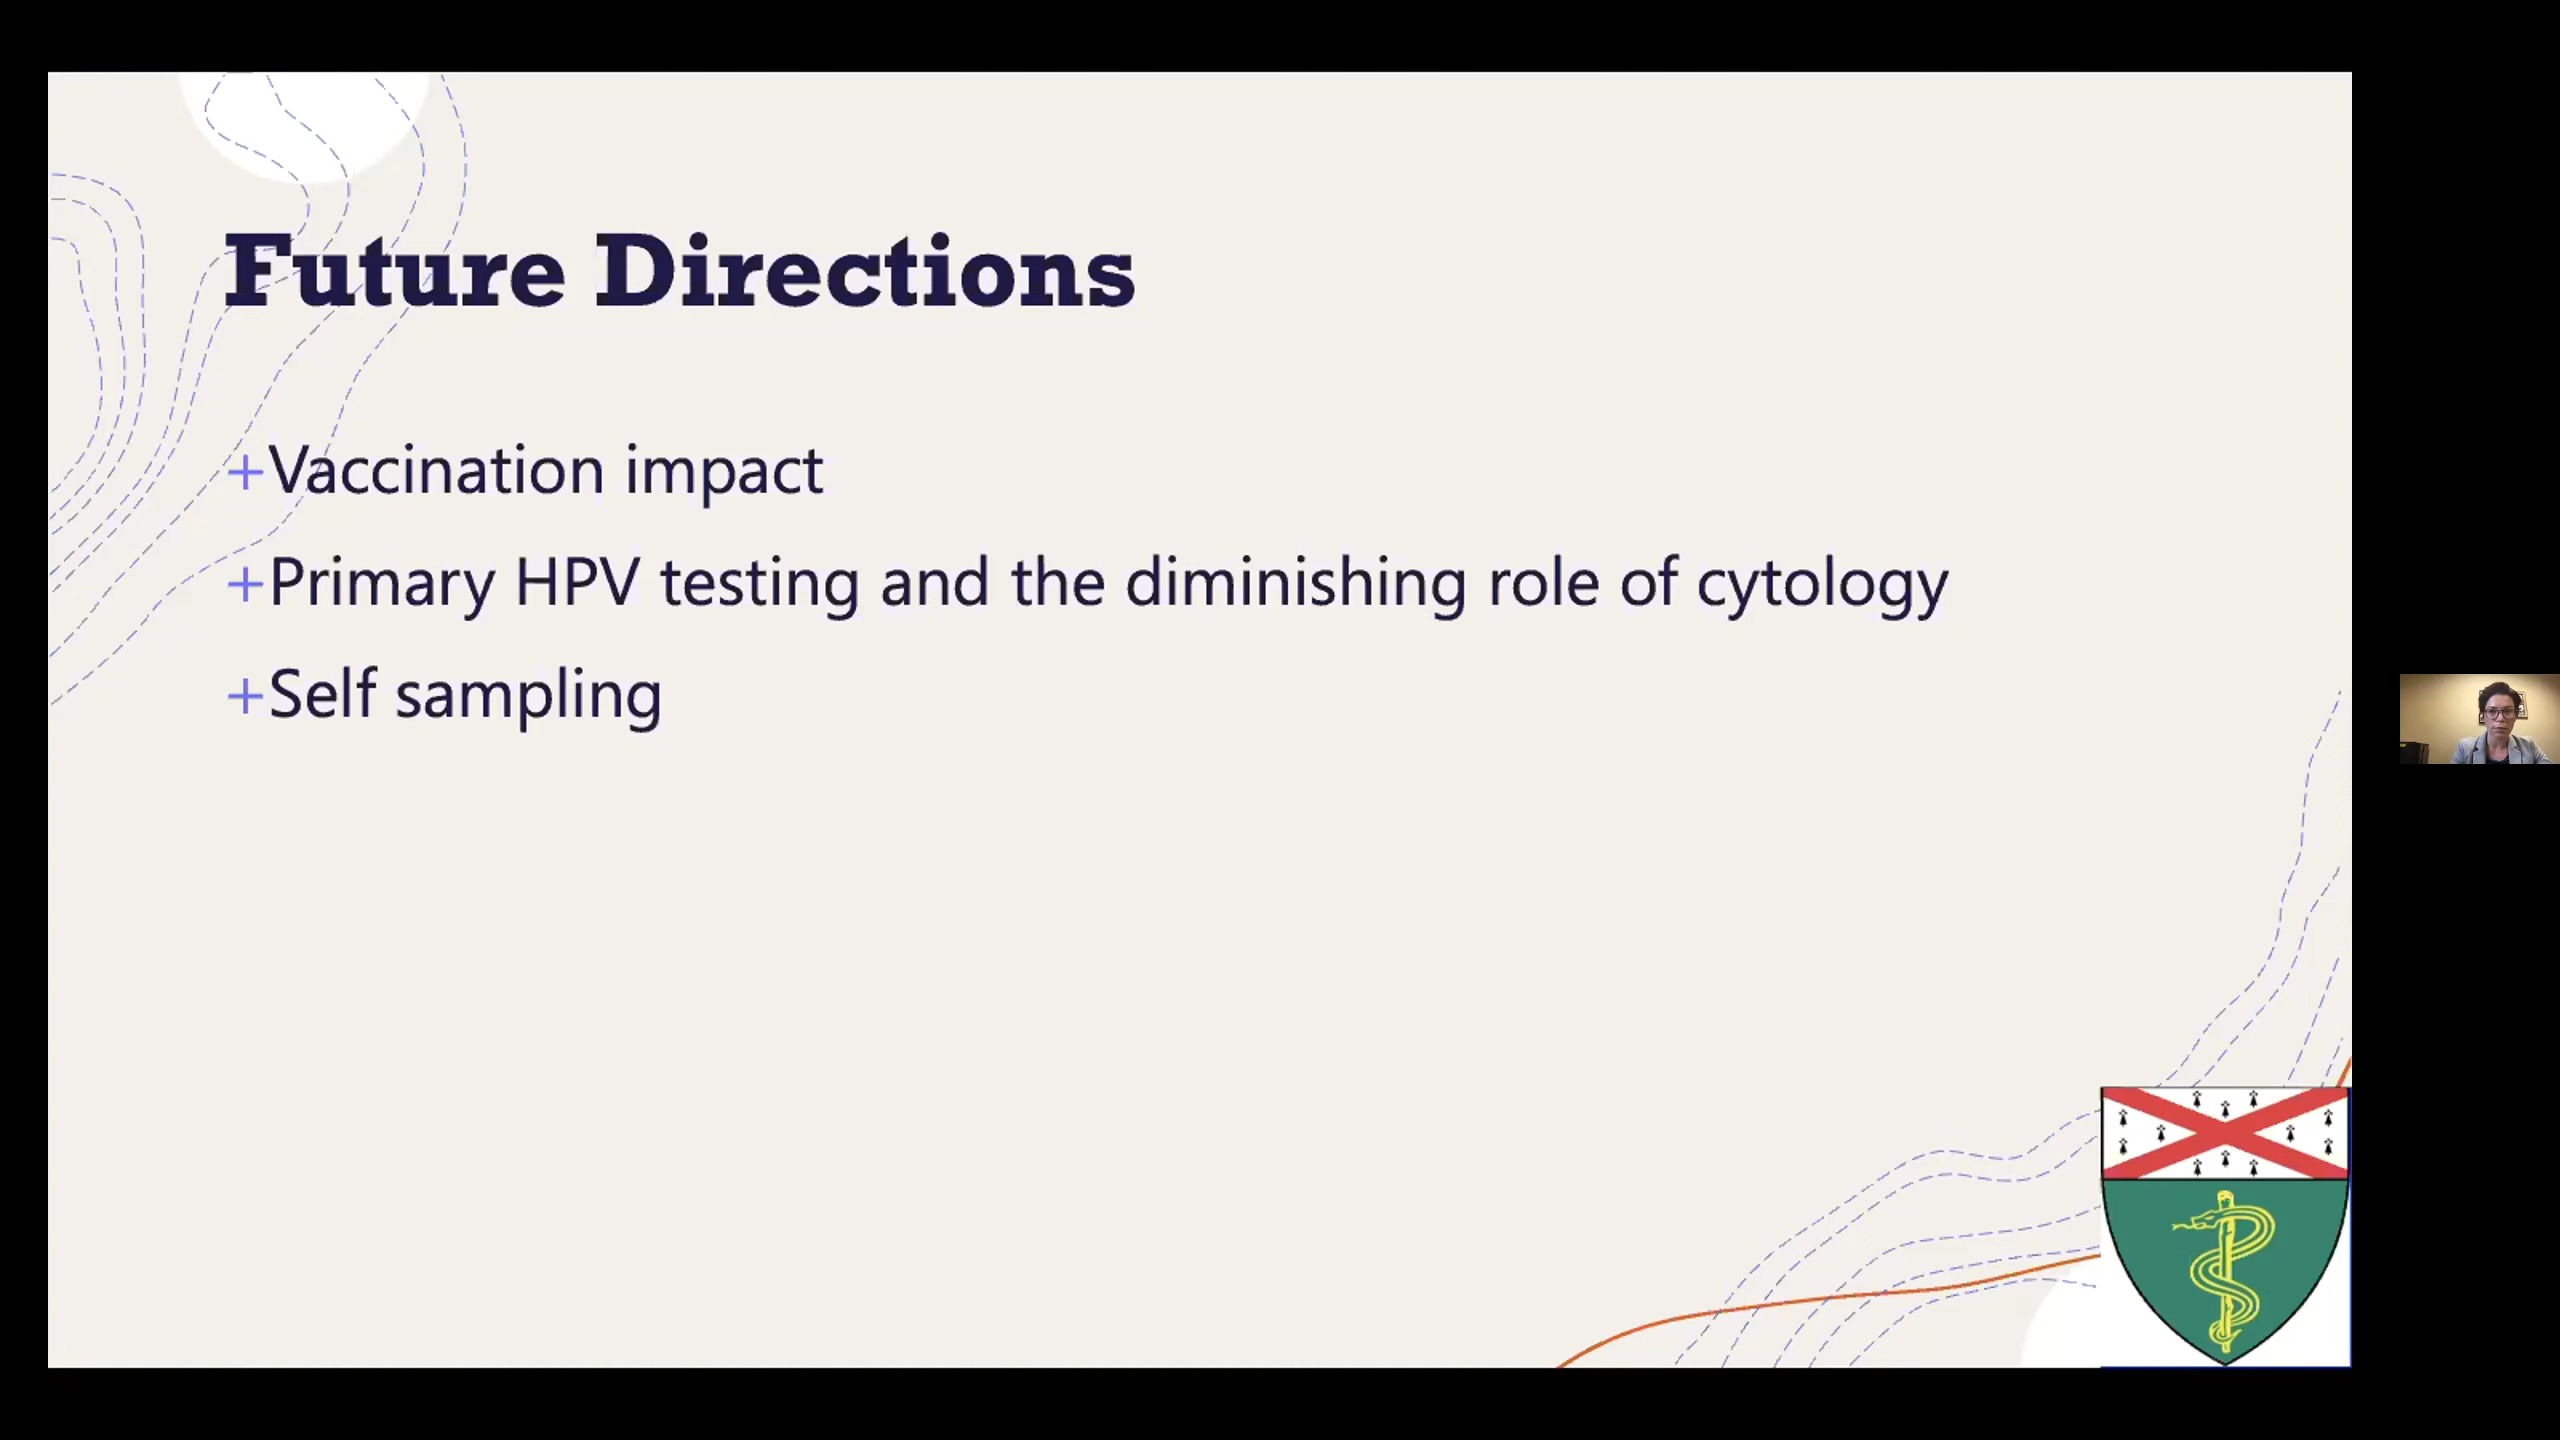 Future Directions
+Vaccination impact
+Primary HPV testing and the diminishing role of cytology
+Self sampling